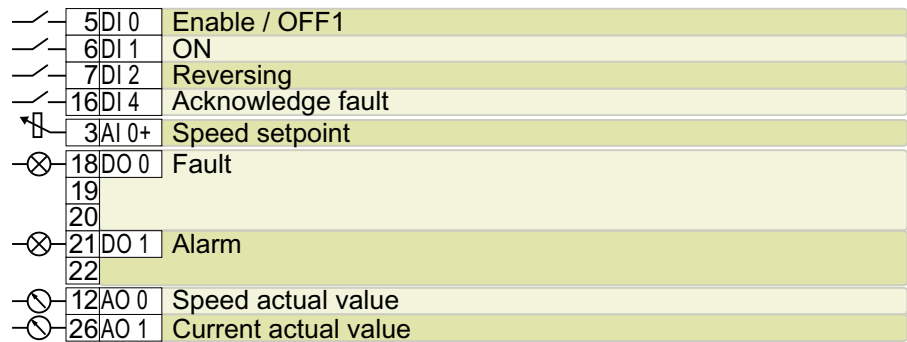 5 DI 0 Enable / OFF1
6 DI 1 ON
7 DI 2 Reversing
16 DI 4 Acknowledge fault
3 AI 0+ Speed setpoint
18 DO 0 Fault
19
20
21 DO 1 Alarm
22
12 AO 0 Speed actual value
26 AO 1 Current actual value